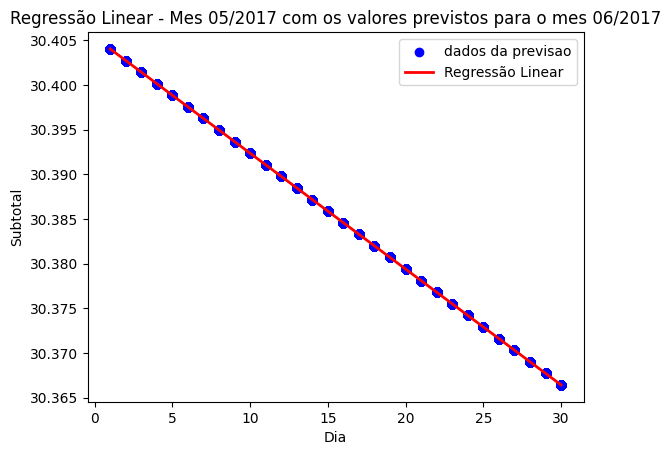 Regressão Linear - Mes 05/2017 com os valores previstos para o mes 06/2017
dados da previsao
Regressão Linear
30.405
30.400
30.395
30.390
30.385
30.380
30.375
30.370
30.365
Subtotal
0 5 10 15 20 25 30
Dia